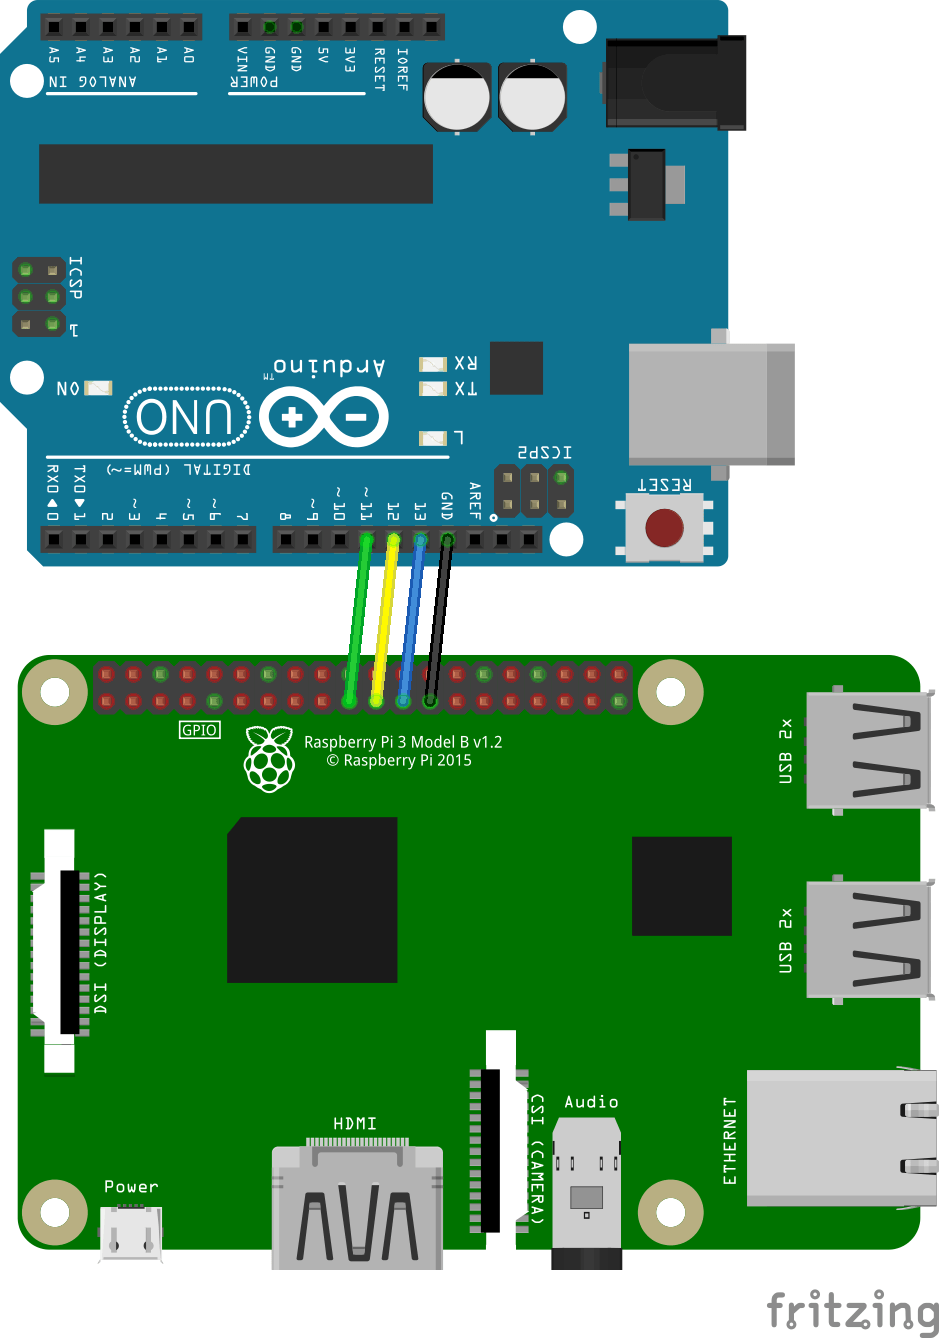 A5 A4 A3 A2 A1 A0
VIN GND GND 5V 3V3 RESET IOREF
ANALOG IN
POWER
ICSP
1
Arduino
TM
RX
ON
TX
UNO
L
ICSP2
DIGITAL (PWM=~)
RESET
RX0◄0 TX0►1 2 ~3 4 ~5 ~6 7 8 ~9 ~10 ~11 12 13 GND AREF
GPIO
Raspberry Pi 3 Model B v1.2
© Raspberry Pi 2015
USB 2x
USB 2x
DSI (DISPLAY)
CSI (CAMERA)
Audio
HDMI
ETHERNET
Power
fritzing